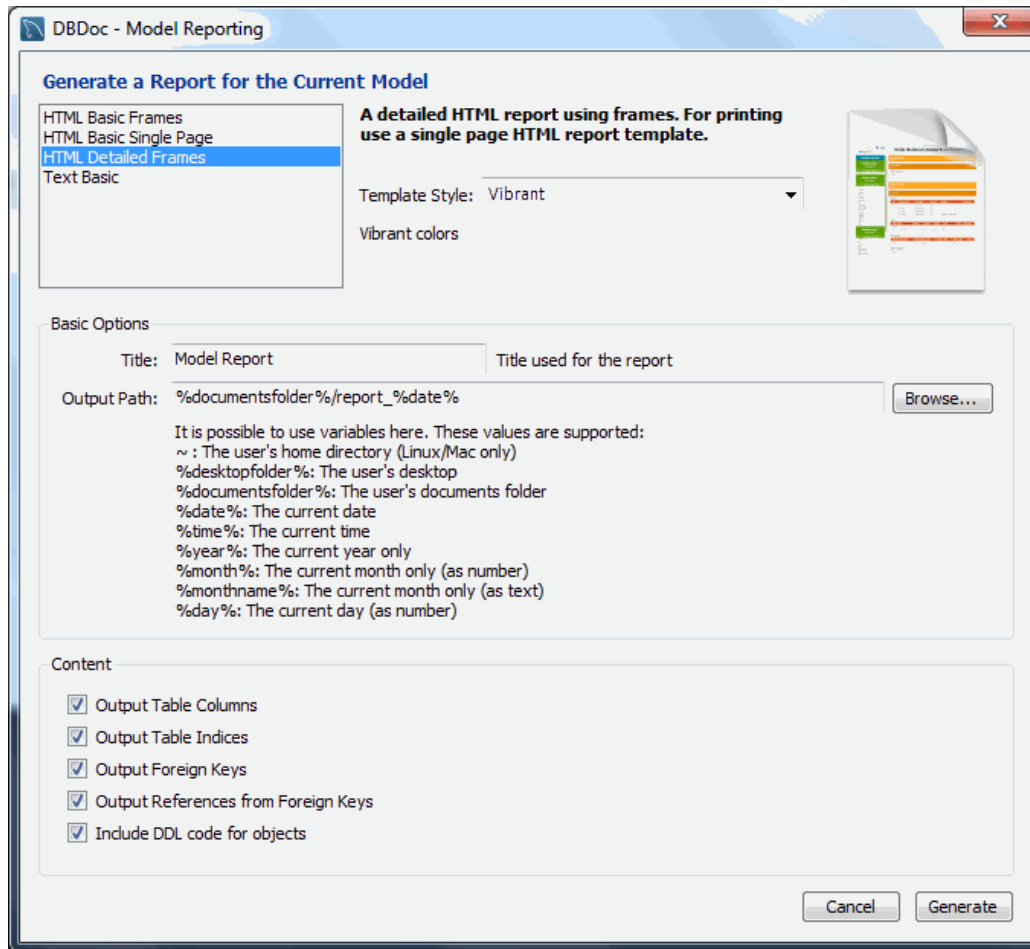 DBDoc - Model Reporting
Generate a Report for the Current Model
HTML Basic Frames
HTML Basic Single Page
HTML Detailed Frames
Text Basic
A detailed HTML report using frames. For printing
use a single page HTML report template.
Template Style: Vibrant
Vibrant colors
Basic Options
Title: Model Report Title used for the report
Output Path: %documentsfolder%/report_%date% Browse...
It is possible to use variables here. These values are supported:
~ : The user's home directory (Linux/Mac only)
%desktopfolder%: The user's desktop
%documentsfolder%: The user's documents folder
%date%: The current date
%time%: The current time
%year%: The current year only
%month%: The current month only (as number)
%monthname%: The current month only (as text)
%day%: The current day (as number)
Content
Output Table Columns
Output Table Indices
Output Foreign Keys
Output References from Foreign Keys
Include DDL code for objects
Cancel Generate